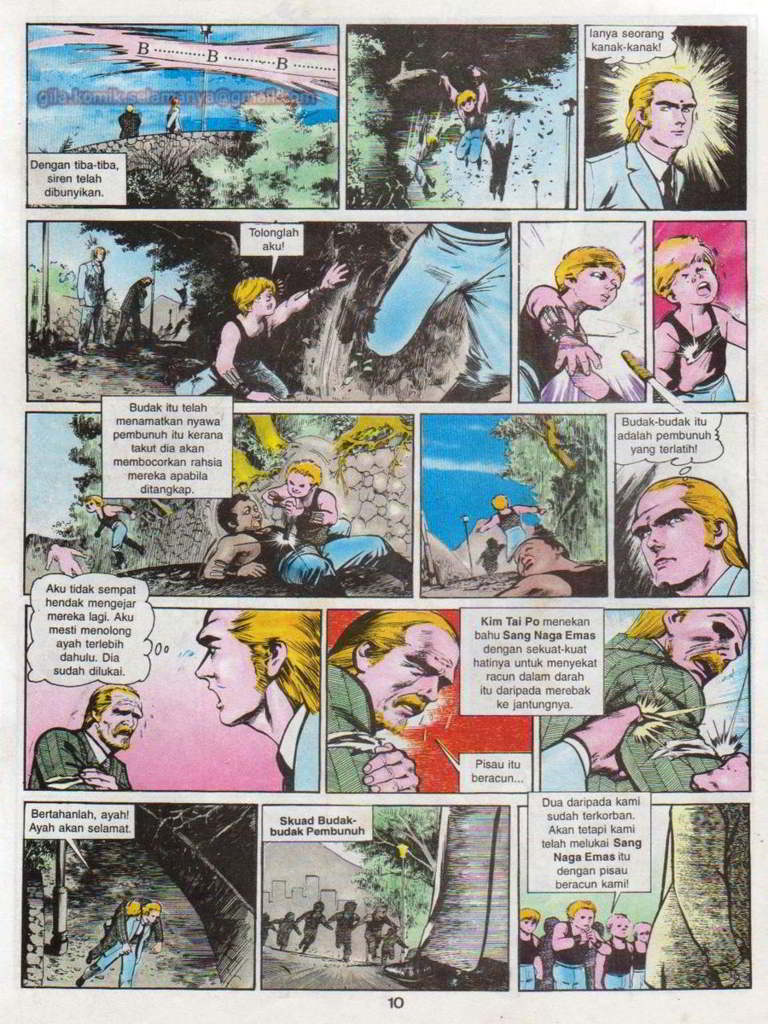 B ........... B ........... B .....
gila.komik.selamanya@gmail.com
Dengan tiba-tiba,
siren telah
dibunyikan.
Ianya seorang
kanak-kanak!
Tolonglah
aku!
Budak itu telah
menamatkan nyawa
pembunuh itu kerana
takut dia akan
membocorkan rahsia
mereka apabila
ditangkap.
Budak-budak itu
adalah pembunuh
yang terlatih!
Aku tidak sempat
hendak mengejar
mereka lagi. Aku
mesti menolong
ayah terlebih
dahulu. Dia
sudah dilukai.
Kim Tai Po menekan
bahu Sang Naga Emas
dengan sekuat-kuat
hatinya untuk menyekat
racun dalam darah
itu daripada merebak
ke jantungnya.
Pisau itu
beracun...
Bertahanlah, ayah!
Ayah akan selamat.
Skuad Budak-
budak Pembunuh
Dua daripada kami
sudah terkorban.
Akan tetapi kami
telah melukai Sang
Naga Emas itu
dengan pisau
beracun kami!
10